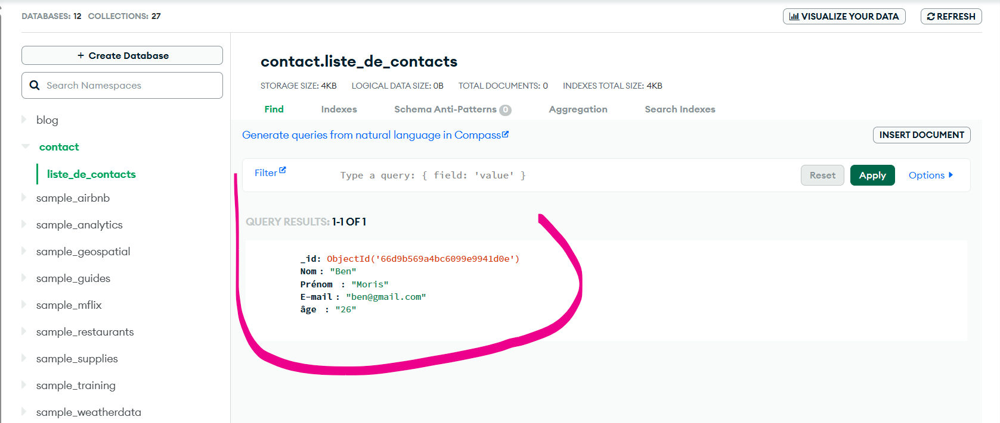 DATABASES: 12 COLLECTIONS: 27
VISUALIZE YOUR DATA
REFRESH
+ Create Database
Search Namespaces
blog
contact
liste_de_contacts
sample_airbnb
sample_analytics
sample_geospatial
sample_guides
sample_mflix
sample_restaurants
sample_supplies
sample_training
sample_weatherdata
contact.liste_de_contacts
STORAGE SIZE: 4KB LOGICAL DATA SIZE: 0B TOTAL DOCUMENTS: 0 INDEXES TOTAL SIZE: 4KB
Find Indexes Schema Anti-Patterns 0 Aggregation Search Indexes
Generate queries from natural language in Compass
INSERT DOCUMENT
Filter Type a query: { field: 'value' } Reset Apply Options
QUERY RESULTS: 1-1 OF 1
_id: ObjectId('66d9b569a4bc6099e9941d0e')
Nom : "Ben"
Prénom : "Moris"
E-mail : "ben@gmail.com"
âge : "26"